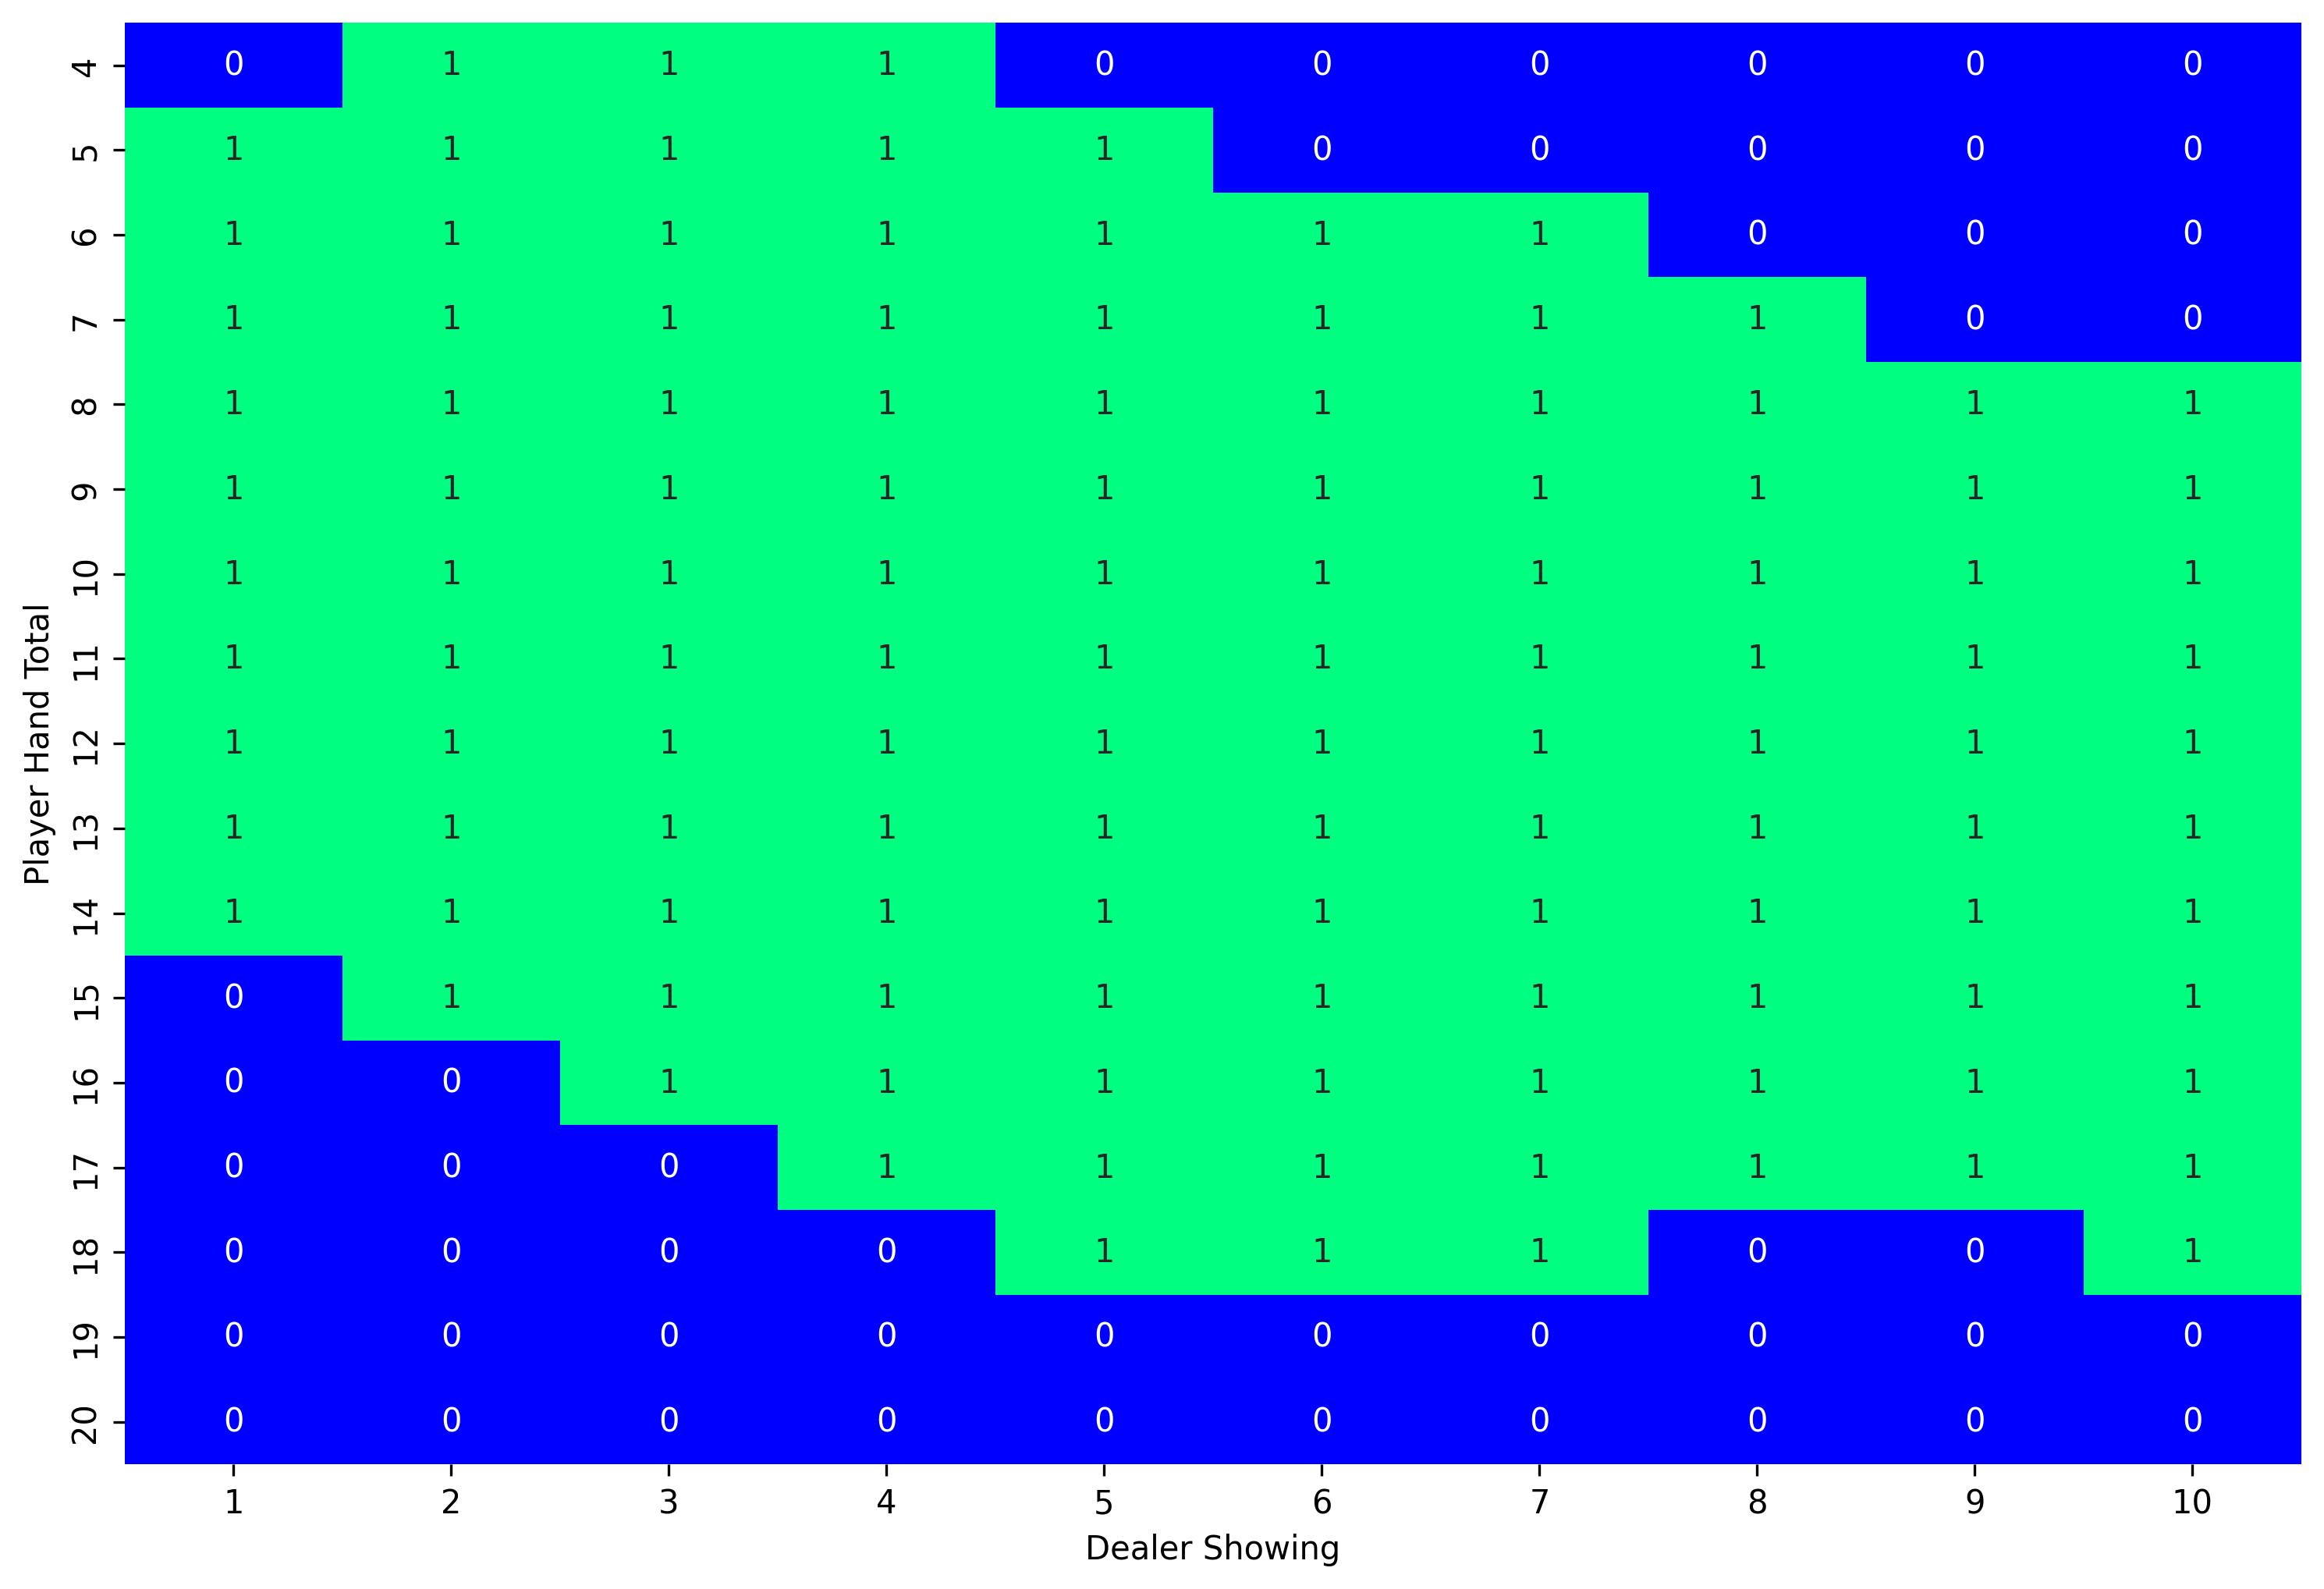 4 0 1 1 1 0 0 0 0 0 0
5 1 1 1 1 1 0 0 0 0 0
6 1 1 1 1 1 1 1 0 0 0
7 1 1 1 1 1 1 1 1 0 0
8 1 1 1 1 1 1 1 1 1 1
9 1 1 1 1 1 1 1 1 1 1
10 1 1 1 1 1 1 1 1 1 1
11 1 1 1 1 1 1 1 1 1 1
12 1 1 1 1 1 1 1 1 1 1
13 1 1 1 1 1 1 1 1 1 1
14 1 1 1 1 1 1 1 1 1 1
15 0 1 1 1 1 1 1 1 1 1
16 0 0 1 1 1 1 1 1 1 1
17 0 0 0 1 1 1 1 1 1 1
18 0 0 0 0 1 1 1 0 0 1
19 0 0 0 0 0 0 0 0 0 0
20 0 0 0 0 0 0 0 0 0 0
1 2 3 4 5 6 7 8 9 10
Dealer Showing
Player Hand Total